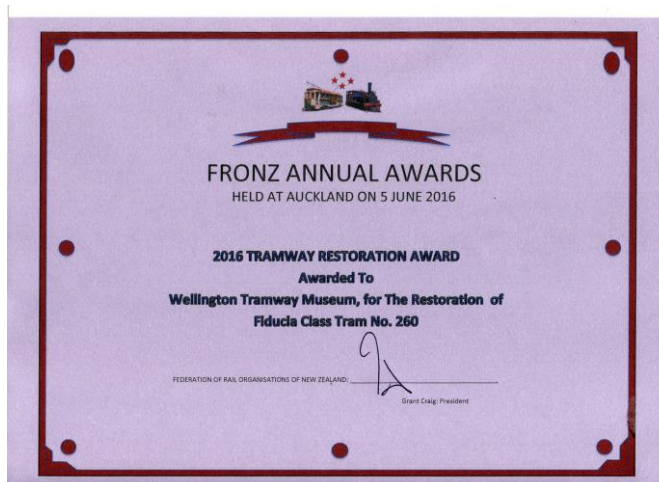 FRONZ ANNUAL AWARDS
HELD AT AUCKLAND ON 5 JUNE 2016
2016 TRAMWAY RESTORATION AWARD
Awarded To
Wellington Tramway Museum, for The Restoration of
Fiducia Class Tram No. 260
FEDERATION OF RAIL ORGANISATIONS OF NEW ZEALAND:
Grant Craig: President